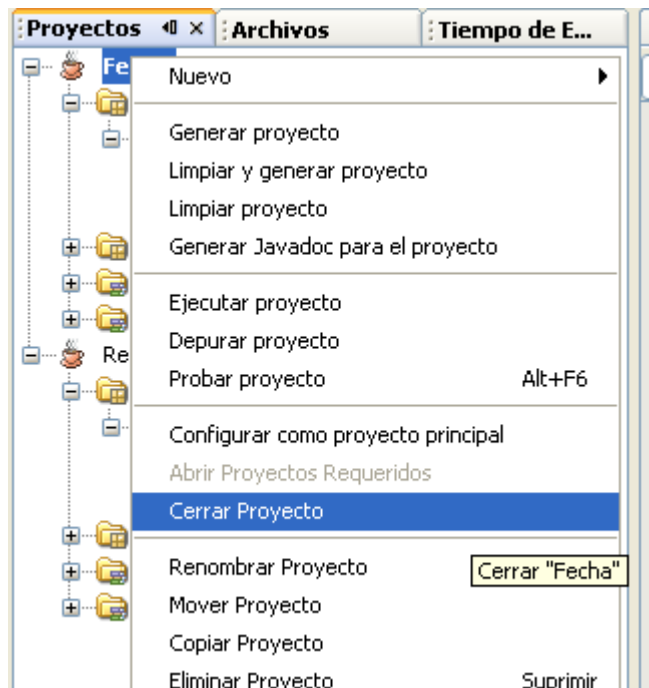 Proyectos
Archivos
Tiempo de E...
Fe
Nuevo
Generar proyecto
Limpiar y generar proyecto
Limpiar proyecto
Generar Javadoc para el proyecto
Ejecutar proyecto
Depurar proyecto
Re
Probar proyecto Alt+F6
Configurar como proyecto principal
Abrir Proyectos Requeridos
Cerrar Proyecto
Renombrar Proyecto
Cerrar "Fecha"
Mover Proyecto
Copiar Proyecto
Eliminar Proyecto Suprimir